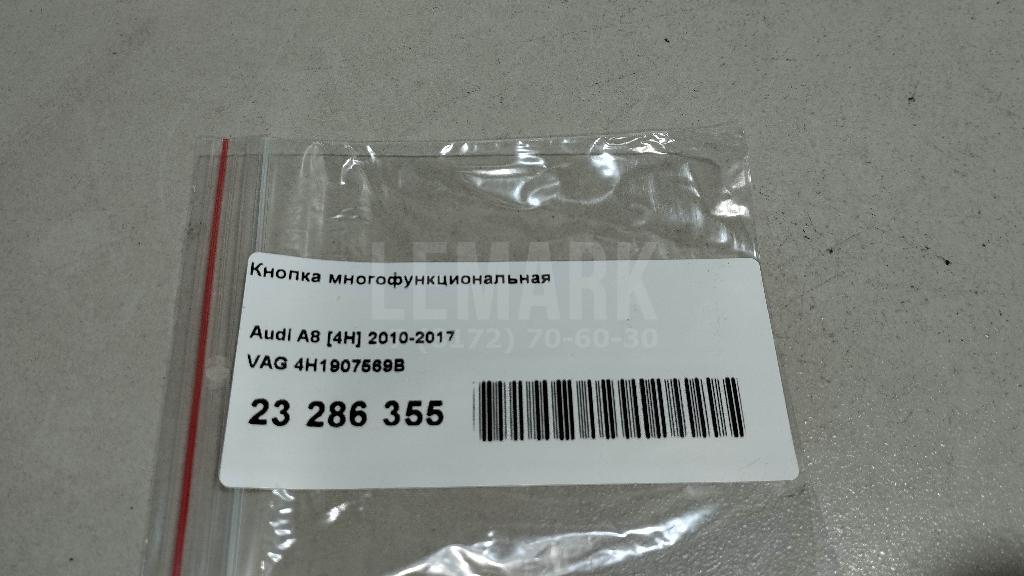 Кнопка многофункциональная
LEMARK
Audi A8 [4H] 2010-2017
(8172) 70-60-30
VAG 4H1907569B
23 286 355